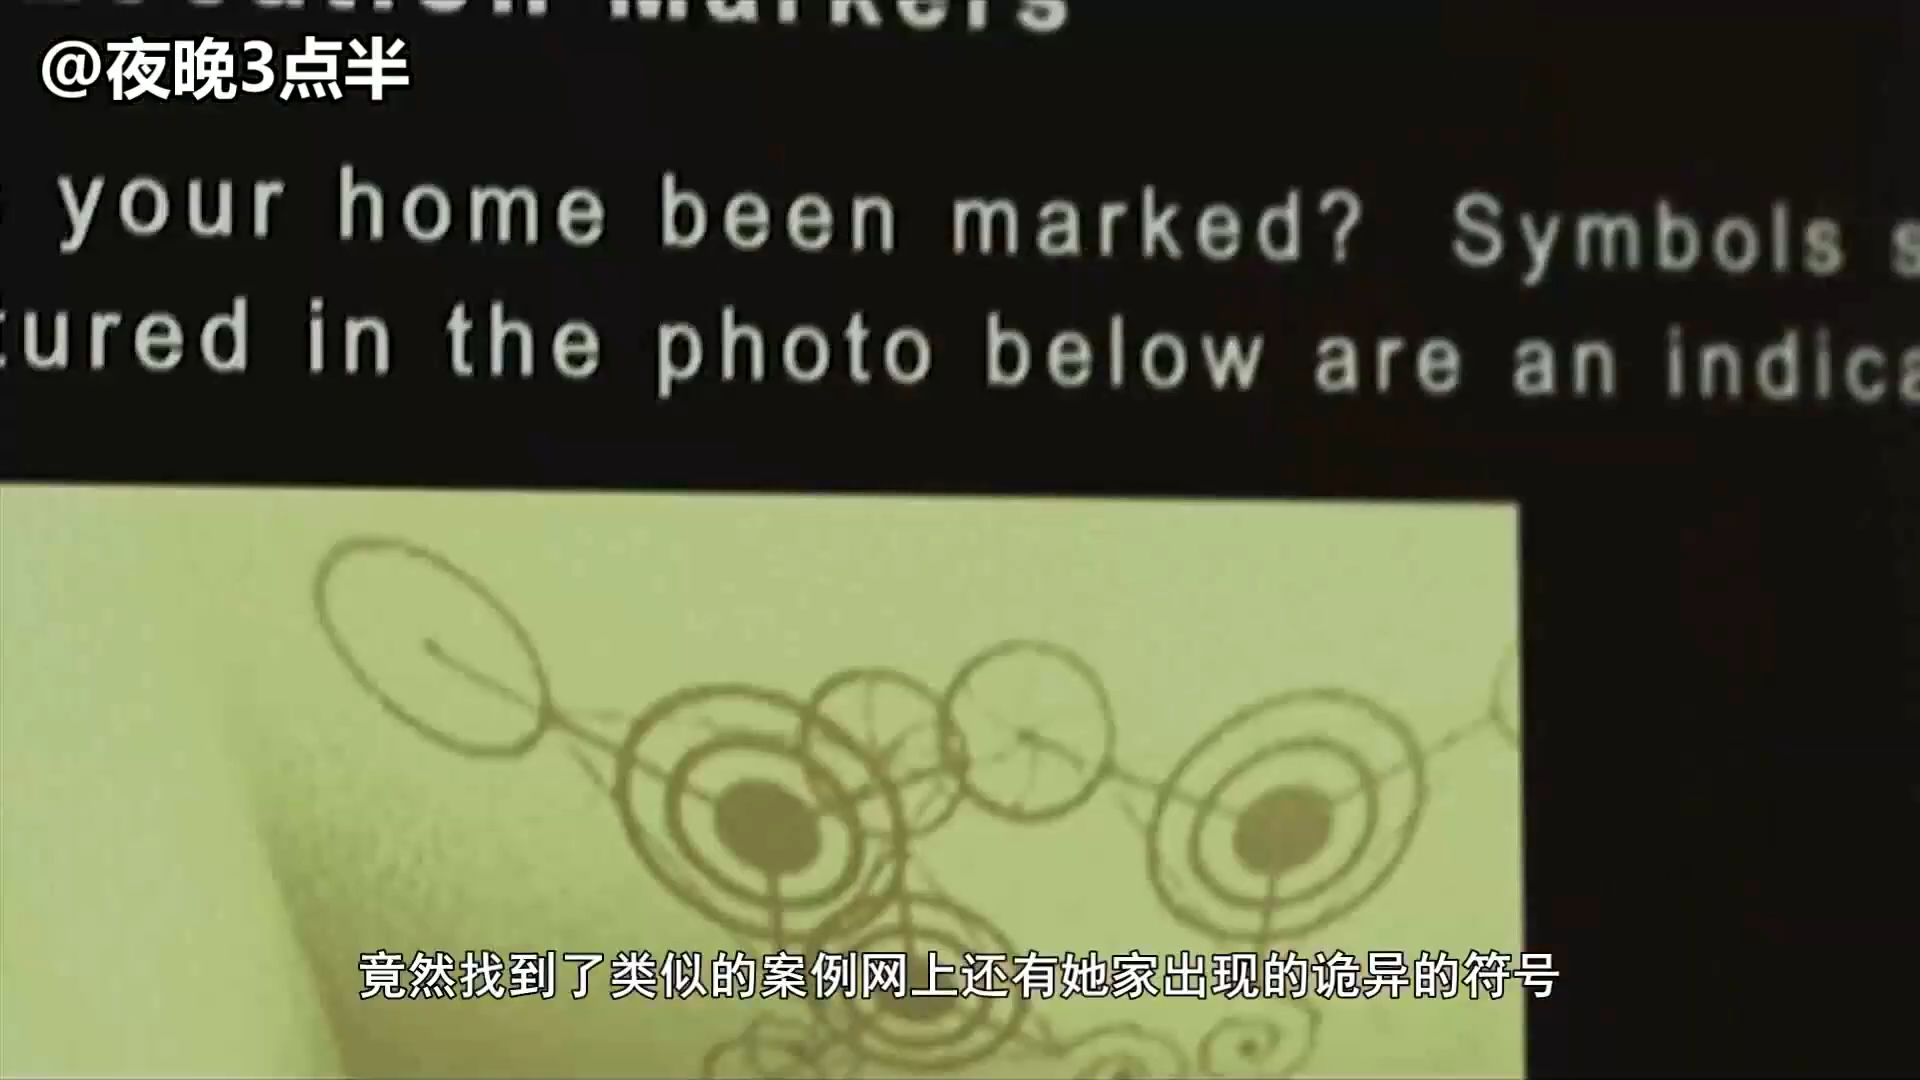 Markers
@夜晚3点半
your home been marked? Symbols
in the photo below are an
竟然找到了类似的案例网上还有她家出现的诡异的符号